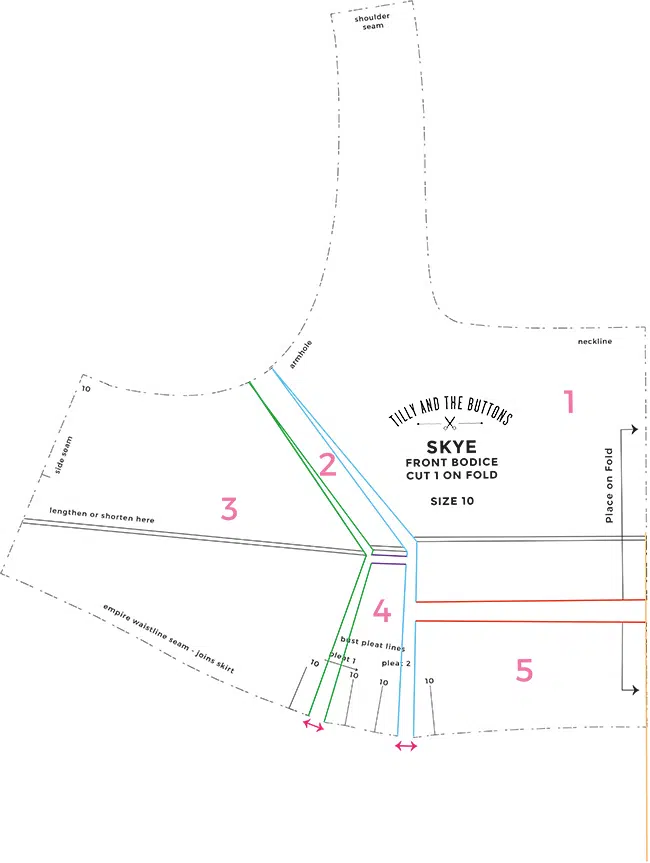 shoulder
seam
neckline
armhole
10
1
TILLY AND THE BUTTONS
SKYE
FRONT BODICE
CUT 1 ON FOLD
SIZE 10
Place on Fold
side seam
2
3
lengthen or shorten here
4
empire waistline seam - joins skirt
bust pleat lines
pleat 1
pleat 2
10
10
10
10
5